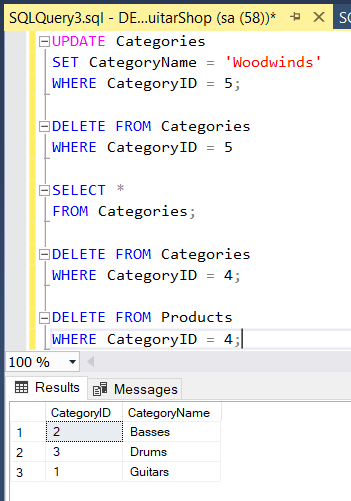 SQLQuery3.sql - DE...uitarShop (sa (58))*
UPDATE Categories
SET CategoryName = 'Woodwinds'
WHERE CategoryID = 5;
DELETE FROM Categories
WHERE CategoryID = 5
SELECT *
FROM Categories;
DELETE FROM Categories
WHERE CategoryID = 4;
DELETE FROM Products
WHERE CategoryID = 4;
100 %
Results Messages
CategoryID CategoryName
1 2 Basses
2 3 Drums
3 1 Guitars